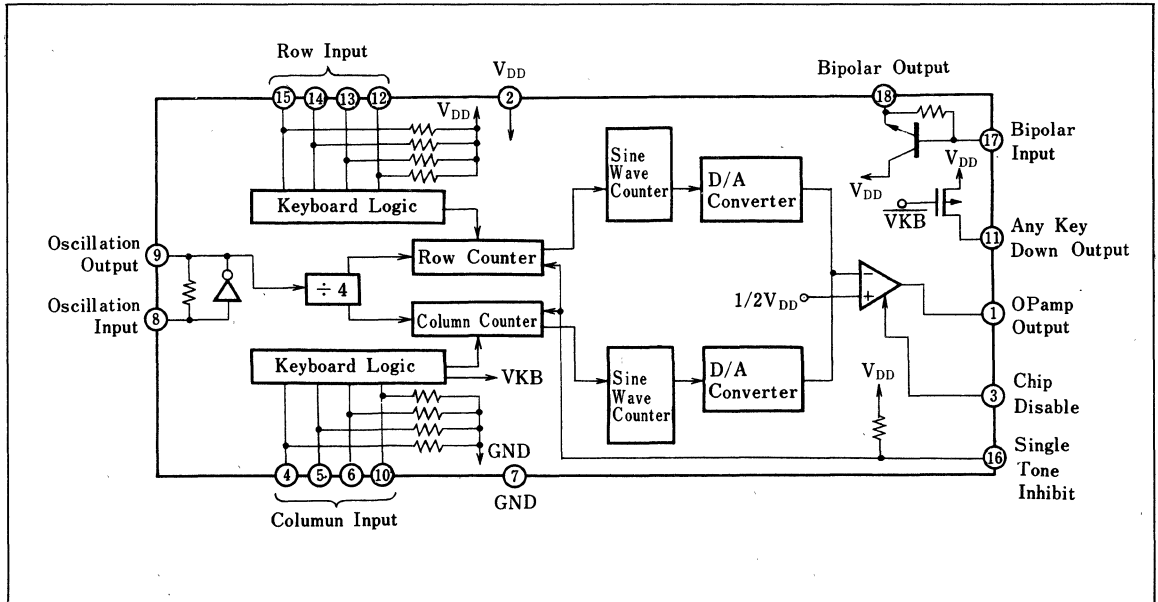 Row Input
15 14 13 12
VDD
2
Bipolar Output
18
Bipolar
Input
17
VDD
VDD
VDD
VKB
11
Any Key
Down Output
Sine
Wave
Counter
D/A
Converter
Keyboard Logic
Oscillation
Output
9
Oscillation
Input
8
÷ 4
Row Counter
Column Counter
1/2VDD
−
+
1
OPamp
Output
Keyboard Logic
VKB
Sine
Wave
Counter
D/A
Converter
VDD
3
Chip
Disable
GND
16
Single
Tone
Inhibit
4 5 6 10
7
GND
Columun Input